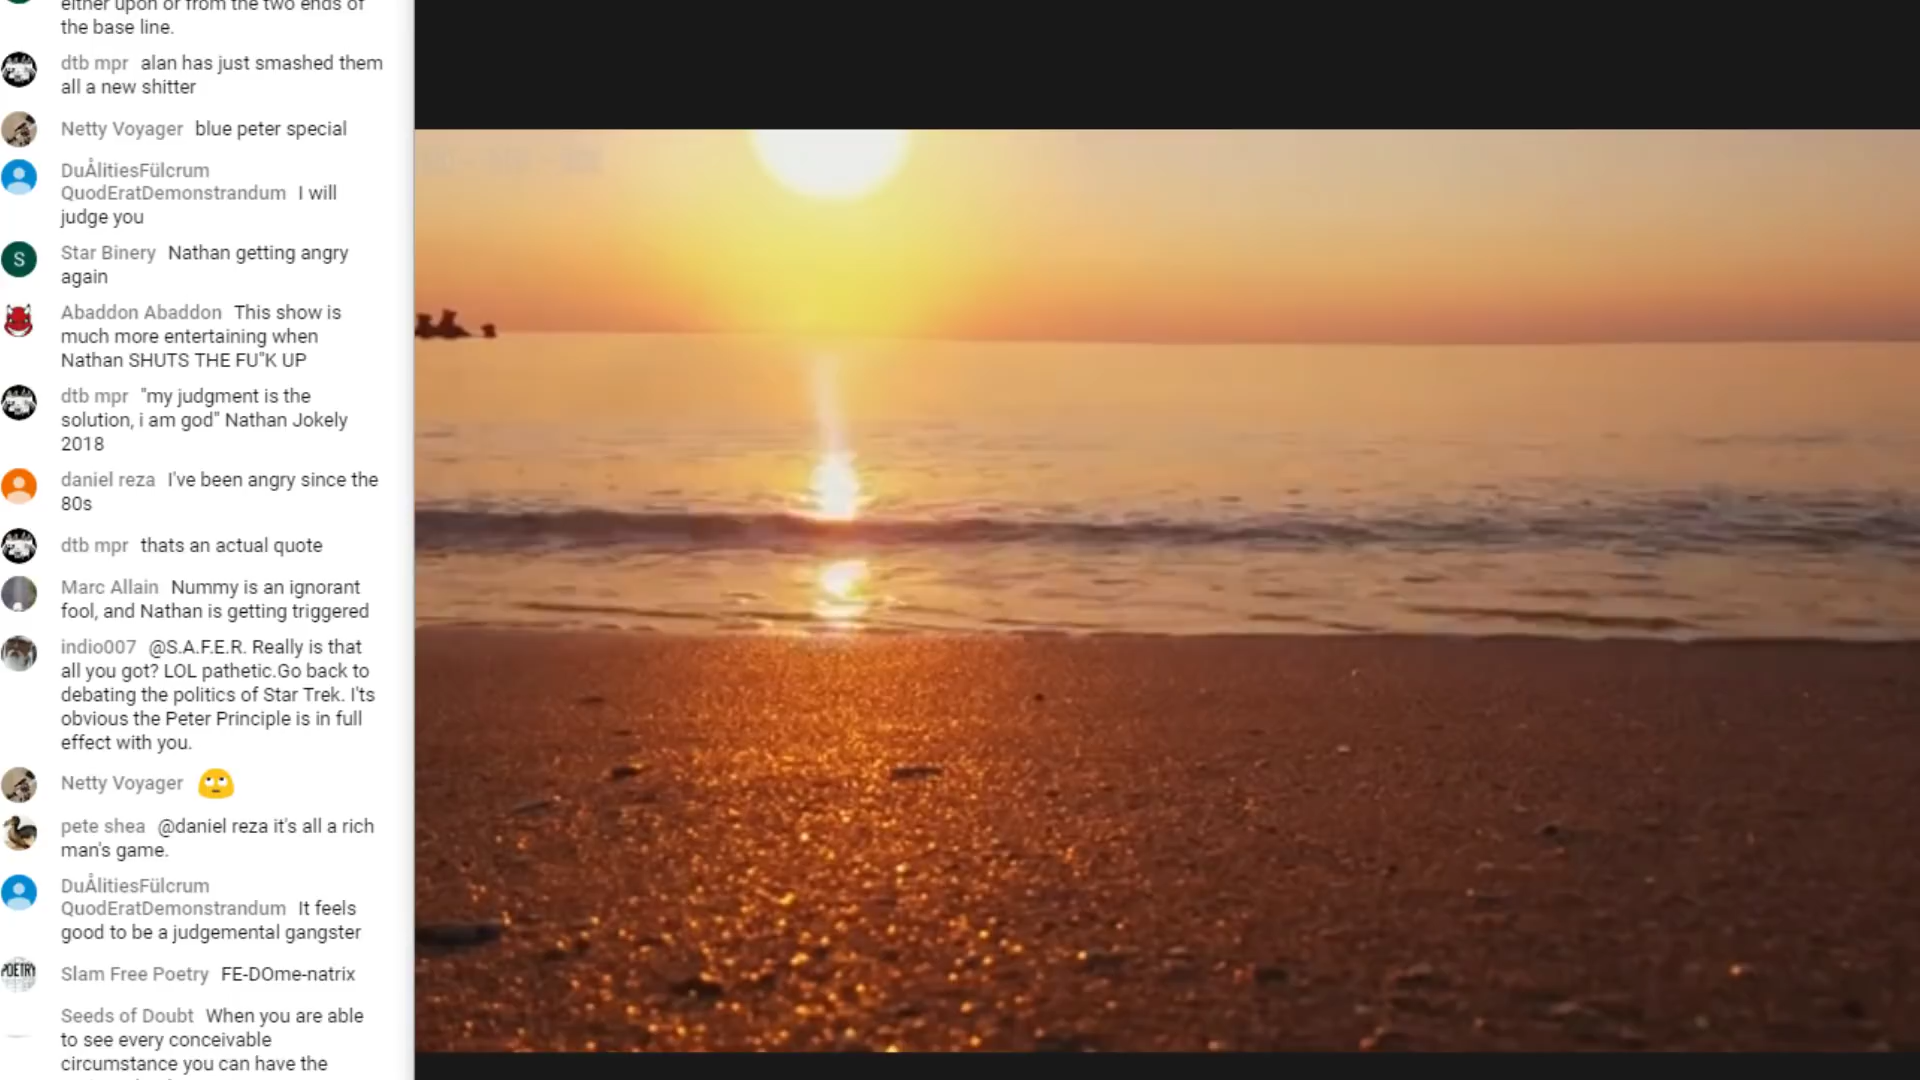 either upon or from the two ends of
the base line.
dtb mpr alan has just smashed them
all a new shitter
Netty Voyager blue peter special
DuÅlitiesFülcrum
QuodEratDemonstrandum I will
judge you
S
Star Binery Nathan getting angry
again
Abaddon Abaddon This show is
much more entertaining when
Nathan SHUTS THE FU"K UP
dtb mpr "my judgment is the
solution, i am god" Nathan Jokely
2018
daniel reza I've been angry since the
80s
dtb mpr thats an actual quote
Marc Allain Nummy is an ignorant
fool, and Nathan is getting triggered
indio007 @S.A.F.E.R. Really is that
all you got? LOL pathetic.Go back to
debating the politics of Star Trek. I'ts
obvious the Peter Principle is in full
effect with you.
Netty Voyager
pete shea @daniel reza it's all a rich
man's game.
DuÅlitiesFülcrum
QuodEratDemonstrandum It feels
good to be a judgemental gangster
POETRY
Slam Free Poetry FE-DOme-natrix
Seeds of Doubt When you are able
to see every conceivable
circumstance you can have the